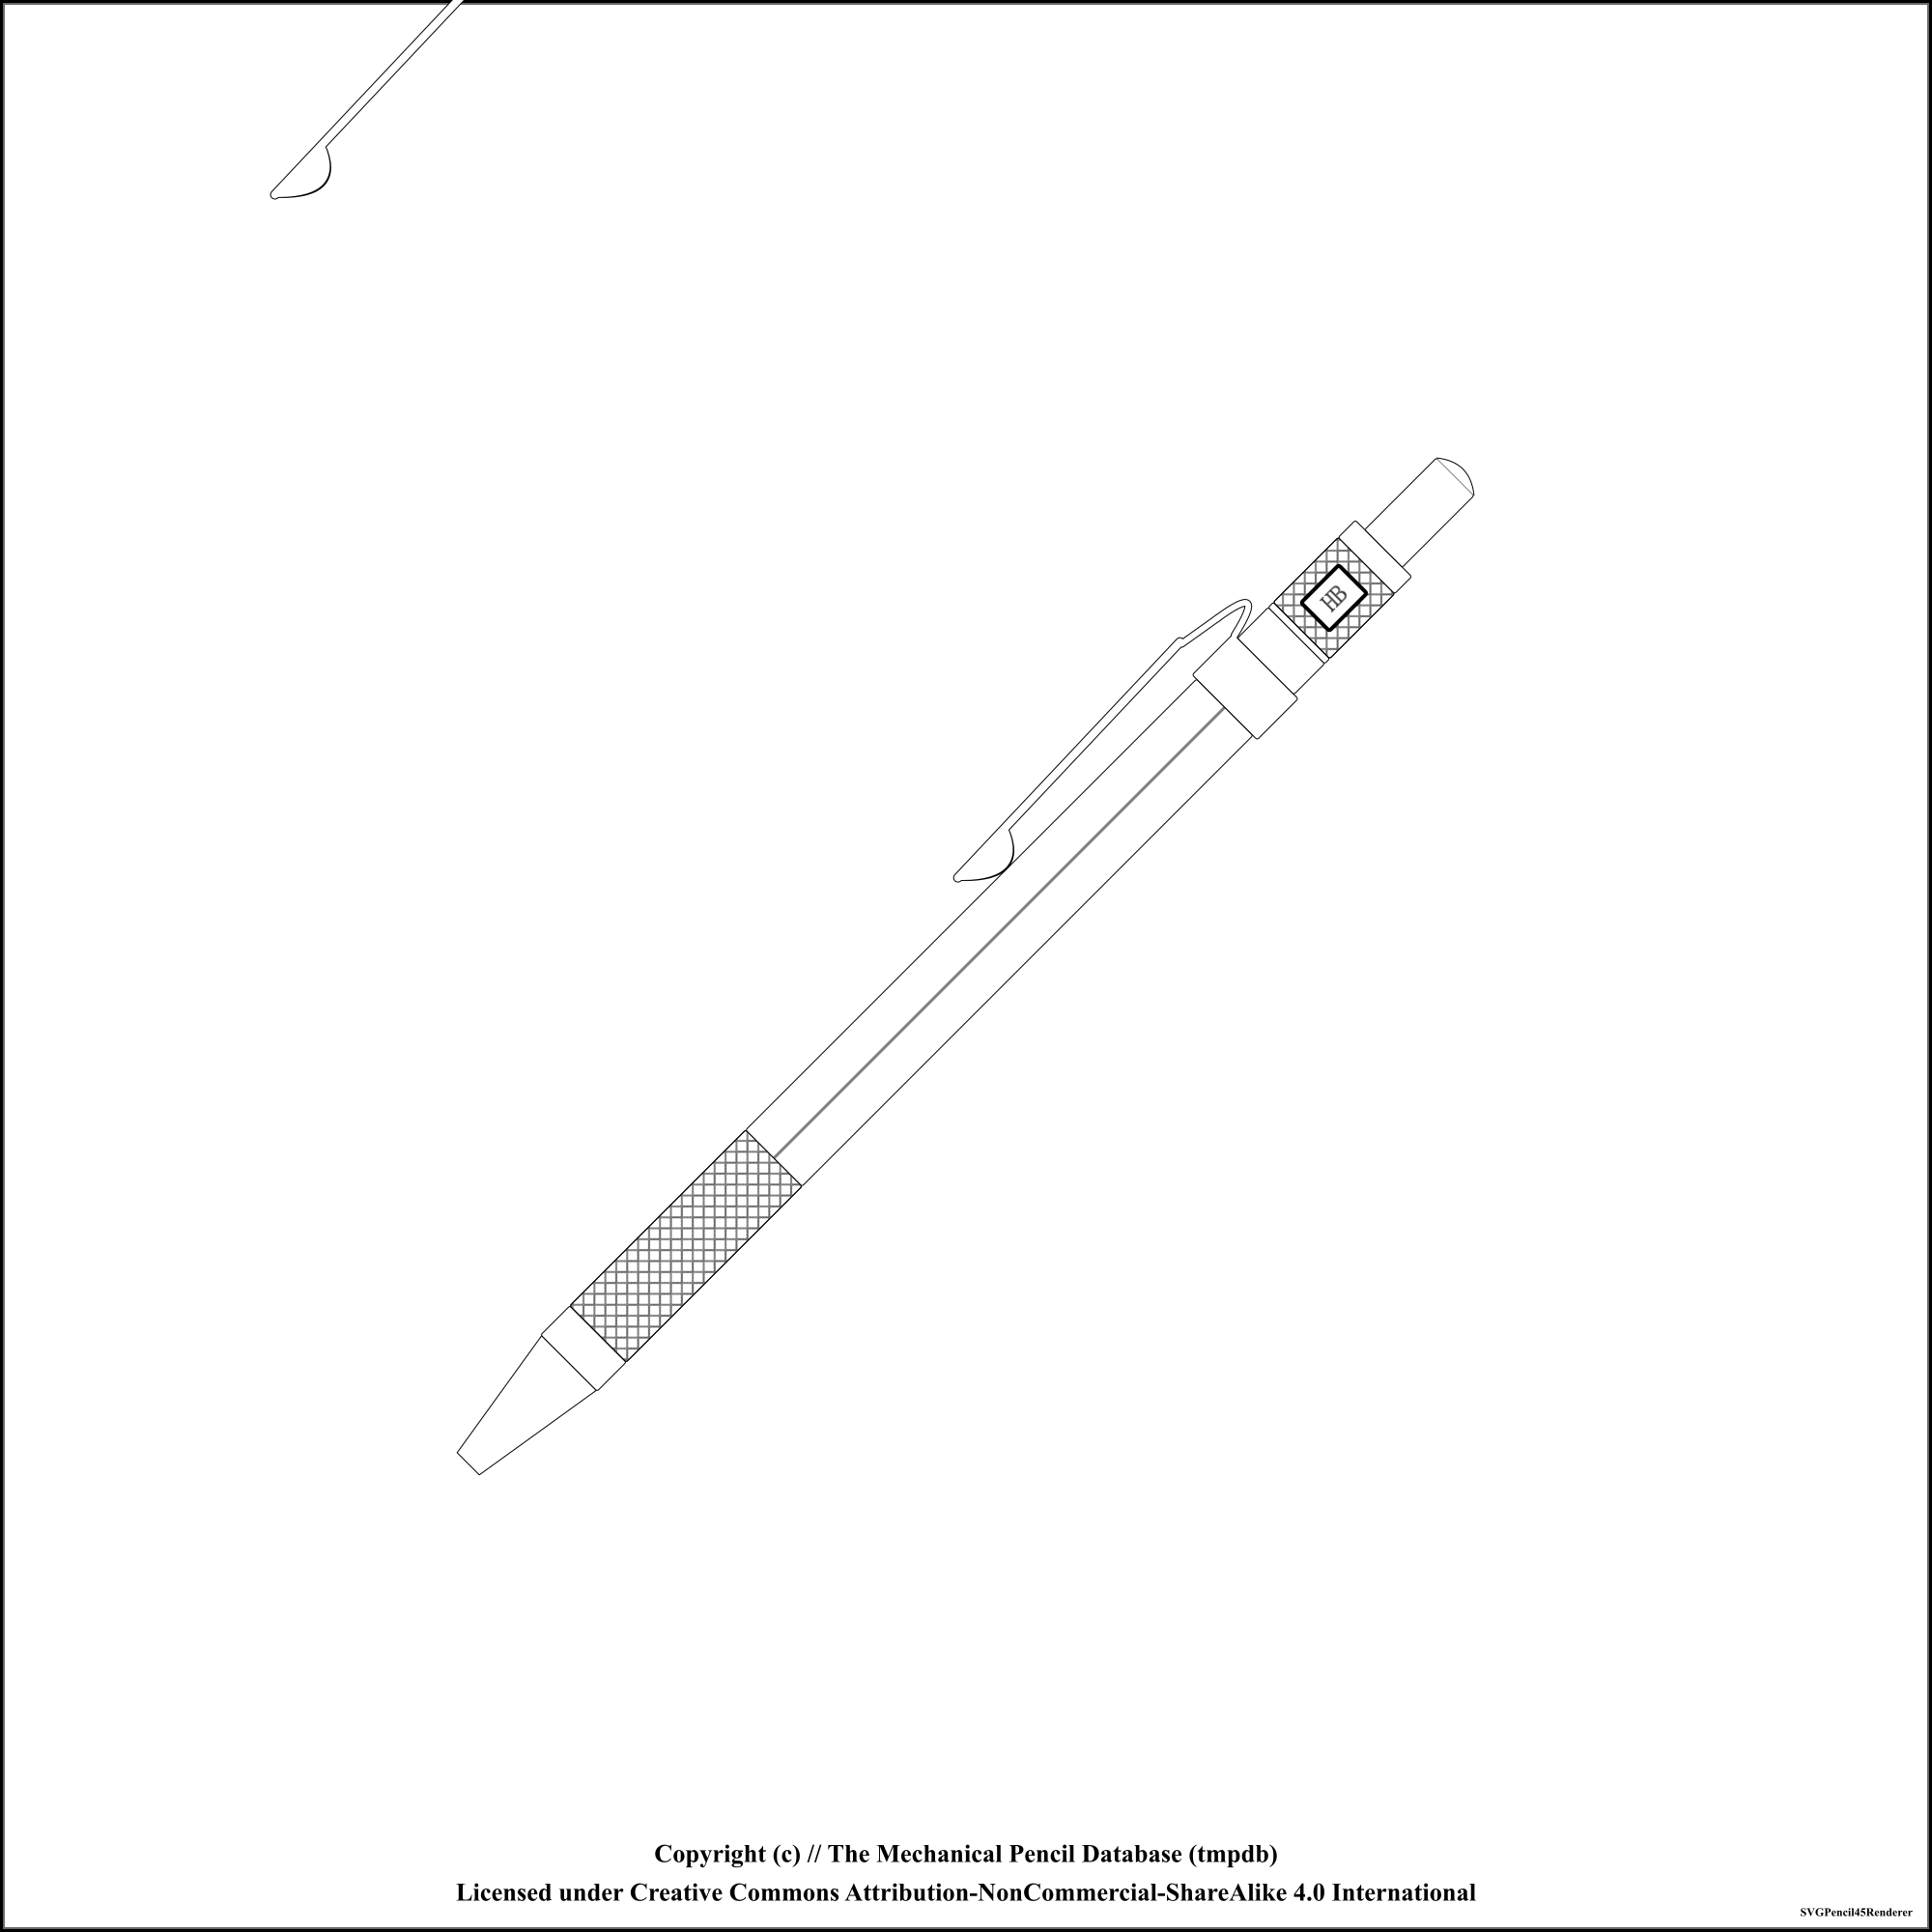 HB
Copyright (c) // The Mechanical Pencil Database (tmpdb)
Licensed under Creative Commons Attribution-NonCommercial-ShareAlike 4.0 International
SVGPencil45Renderer